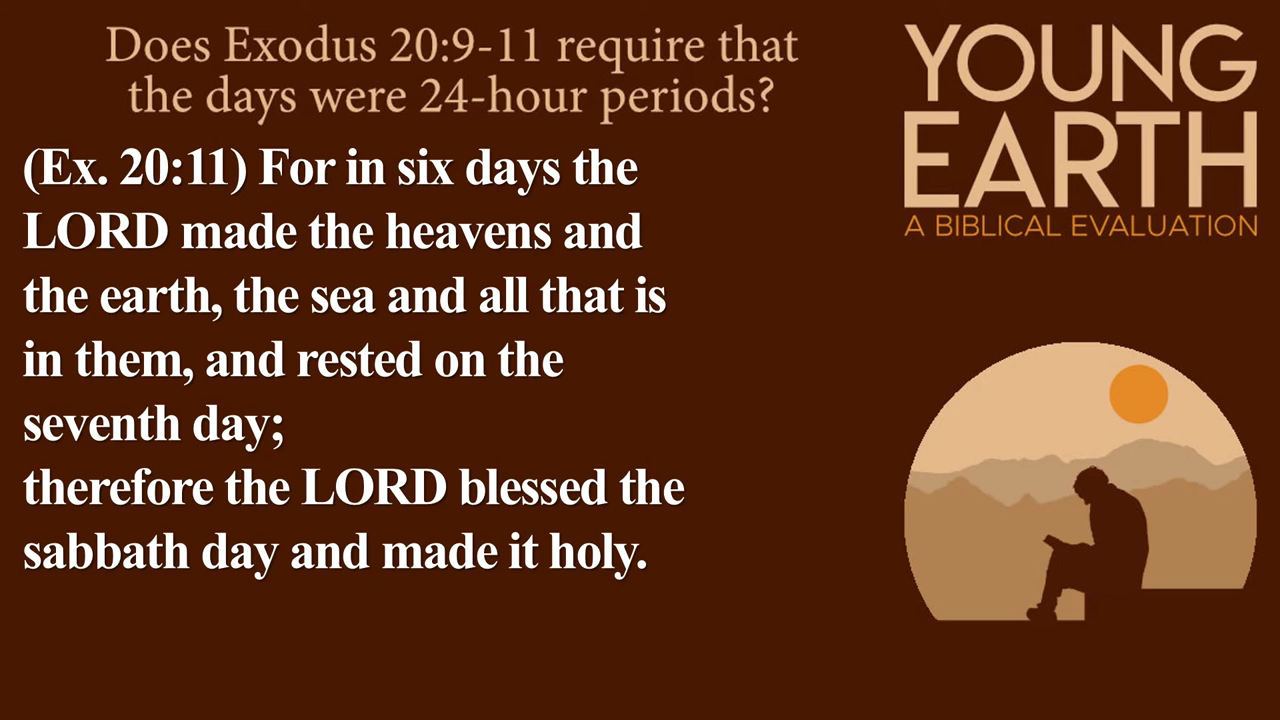 Does Exodus 20:9-11 require that
the days were 24-hour periods?
(Ex. 20:11) For in six days the
LORD made the heavens and
the earth, the sea and all that is
in them, and rested on the
seventh day;
therefore the LORD blessed the
sabbath day and made it holy.
YOUNG
EARTH
A BIBLICAL EVALUATION